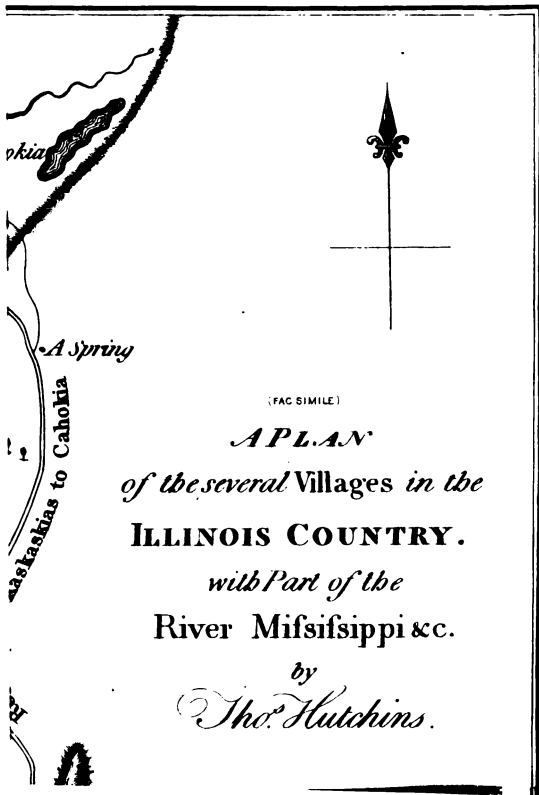 okia
A Spring
kaskaskias to Cahokia
(FAC SIMILE)
A PLAN
of the several Villages in the
ILLINOIS COUNTRY.
with Part of the
River Miſsiſsippi &c.
by
Thoˢ. Hutchins.